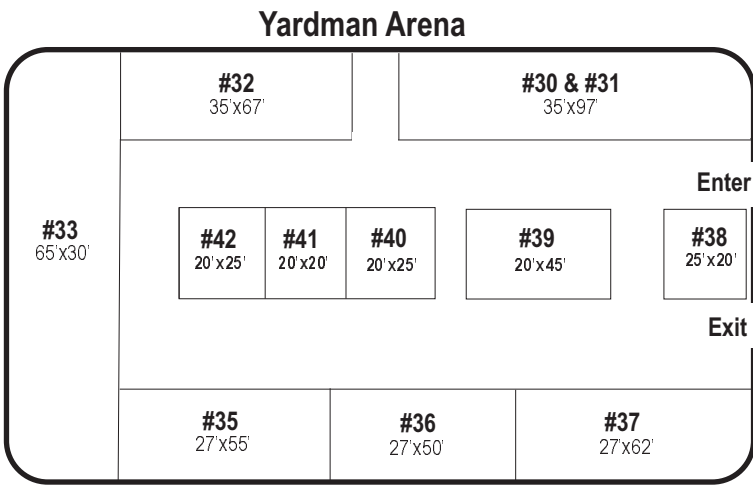 Yardman Arena
#32
35'x67'
#30 & #31
35'x97'
Enter
#33
65'x30'
#42
20'x25'
#41
20'x20'
#40
20'x25'
#39
20'x45'
#38
25'x20'
Exit
#35
27'x55'
#36
27'x50'
#37
27'x62'